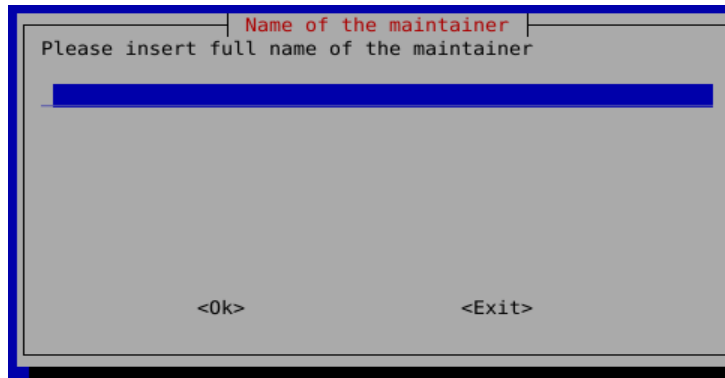 Name of the maintainer
Please insert full name of the maintainer
<Ok> <Exit>